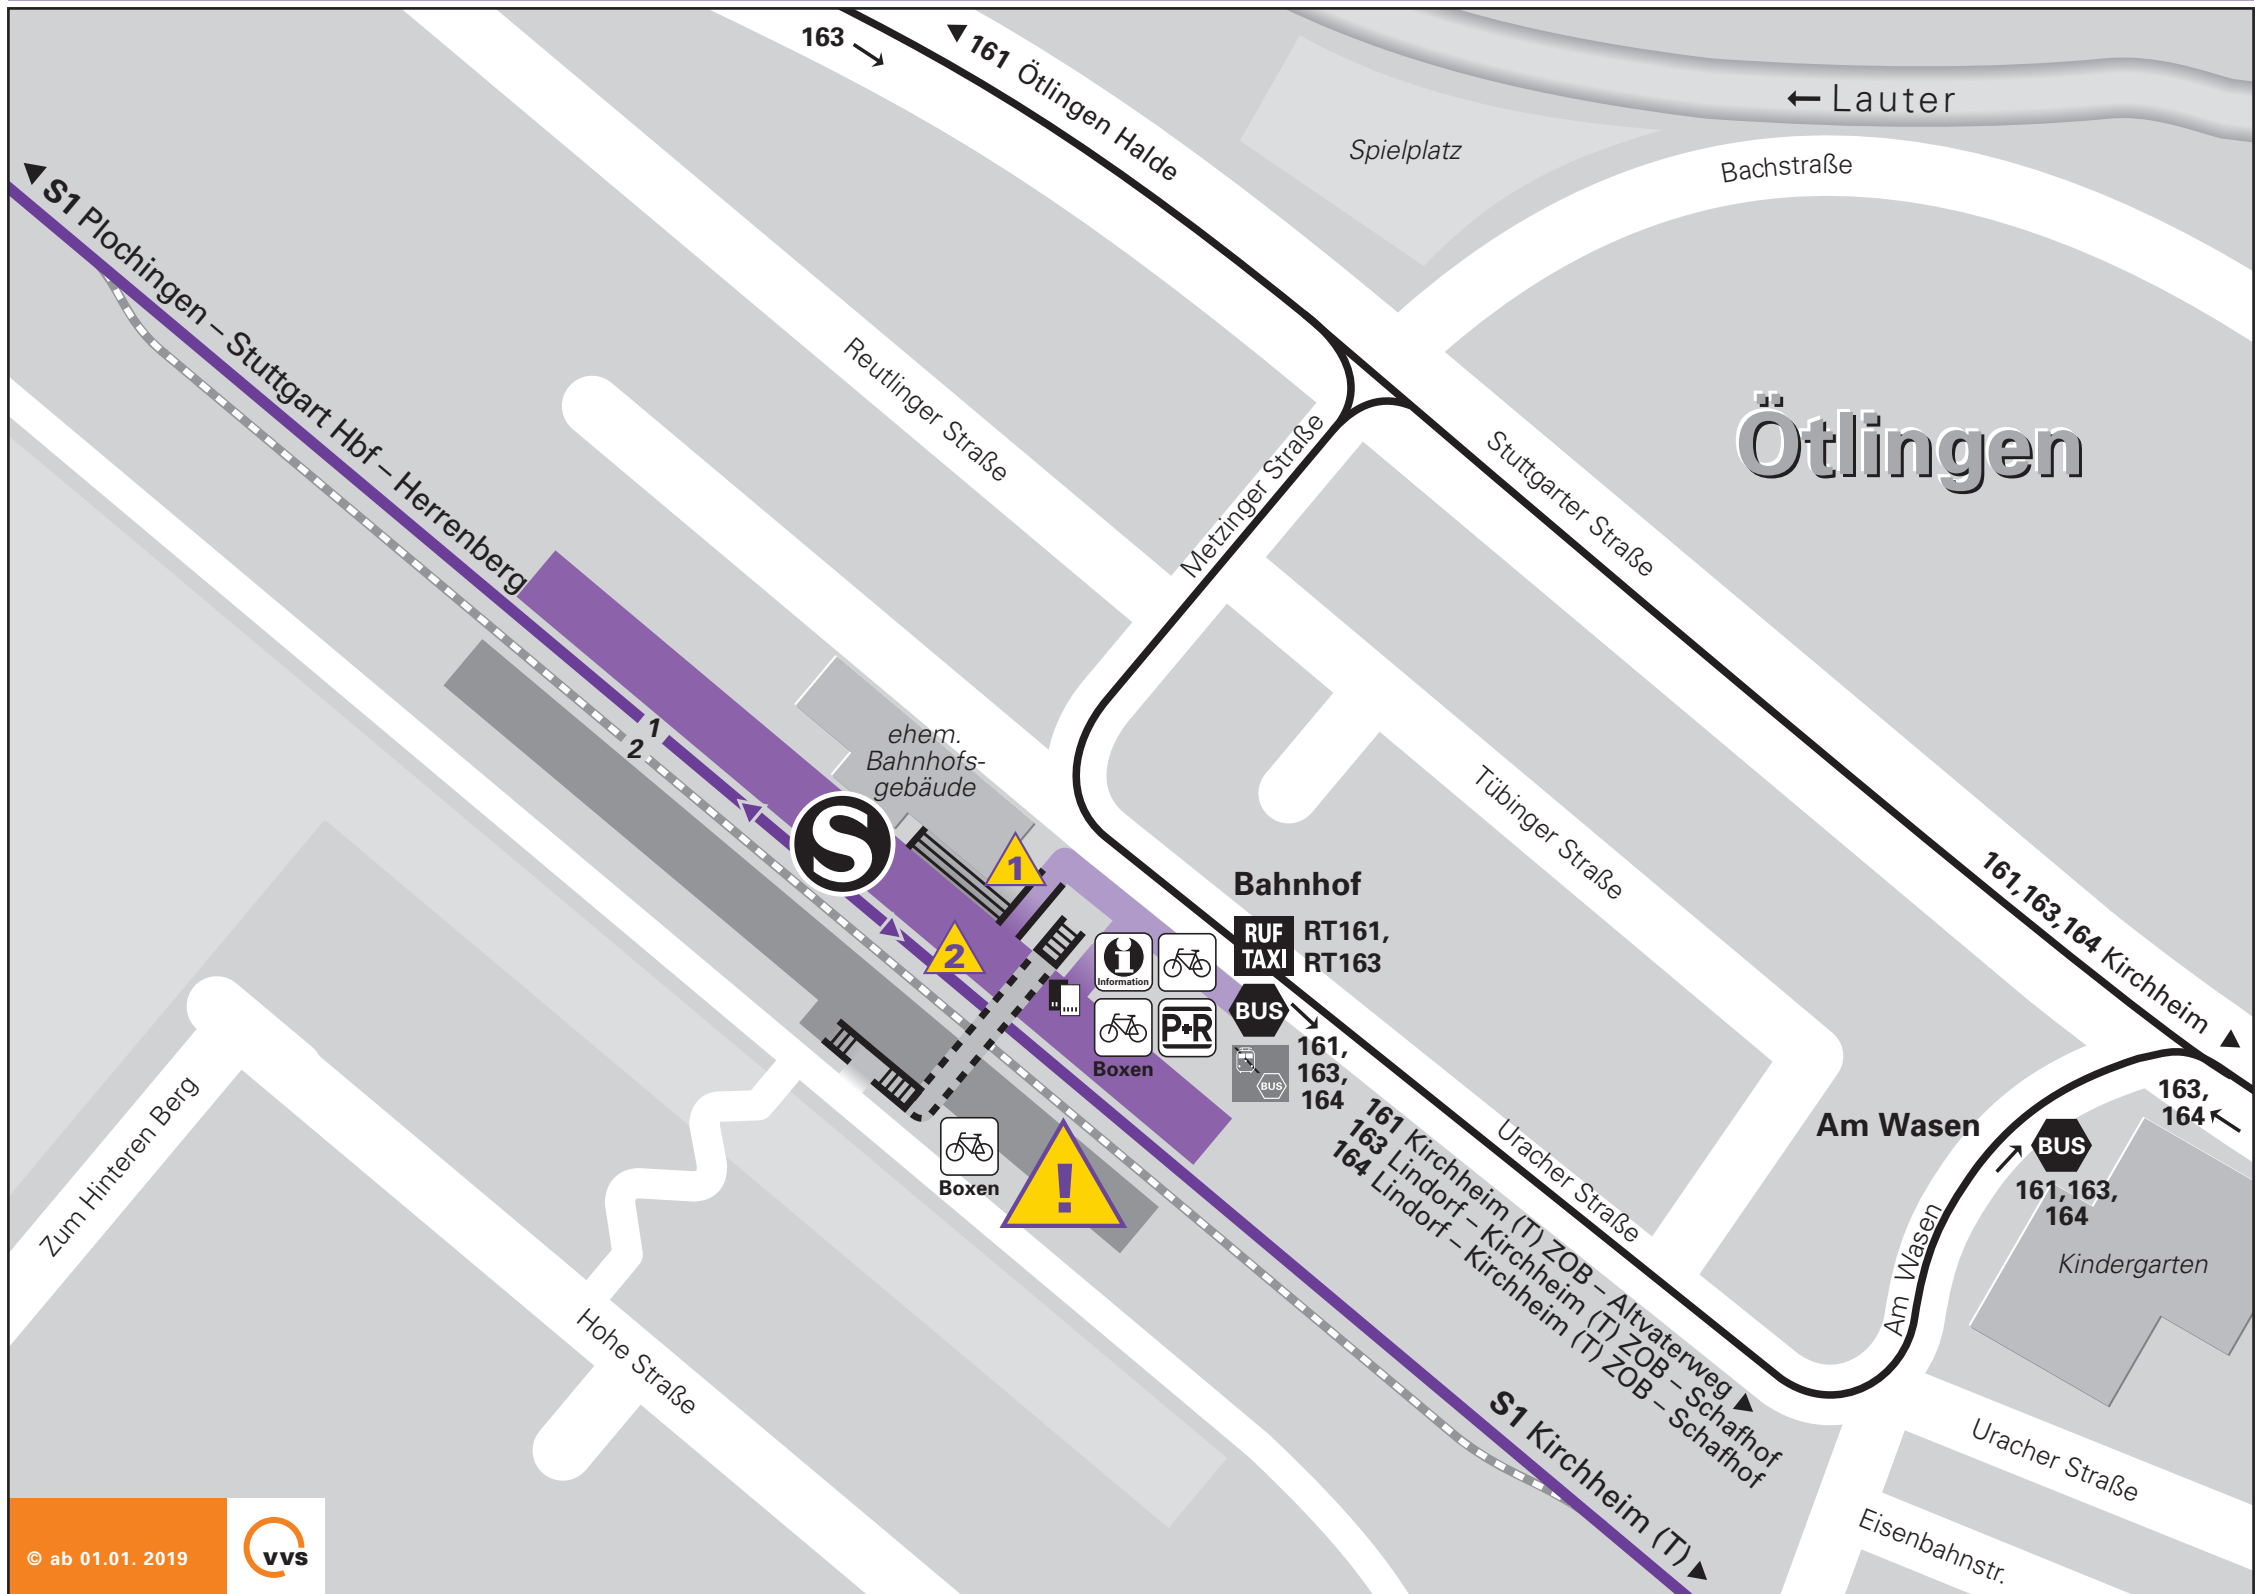 163
161 Ötlingen Halde
Lauter
Spielplatz
Bachstraße
S1 Plochingen – Stuttgart Hbf – Herrenberg
Reutlinger Straße
Metzinger Straße
Stuttgarter Straße
Ötlingen
1
2
ehem.
Bahnhofs-
gebäude
S
1
2
Tübinger Straße
161, 163, 164 Kirchheim
Bahnhof
RUF
TAXI
RT161,
RT163
i
Information
P+R
Boxen
BUS
161,
163,
164
BUS
Boxen
!
161 Kirchheim (T) ZOB – Altvaterweg
163 Lindorf – Kirchheim (T) ZOB – Schafhof
164 Lindorf – Kirchheim (T) ZOB – Schafhof
Uracher Straße
Am Wasen
BUS
161, 163,
164
163,
164
Kindergarten
Am Wasen
Zum Hinteren Berg
Hohe Straße
S1 Kirchheim (T)
Uracher Straße
Eisenbahnstr.
© ab 01.01. 2019
vvs